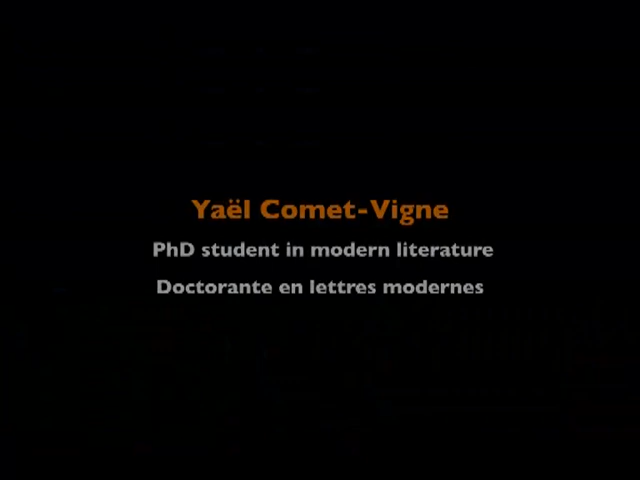 Yaël Comet-Vigne
PhD student in modern literature
Doctorante en lettres modernes